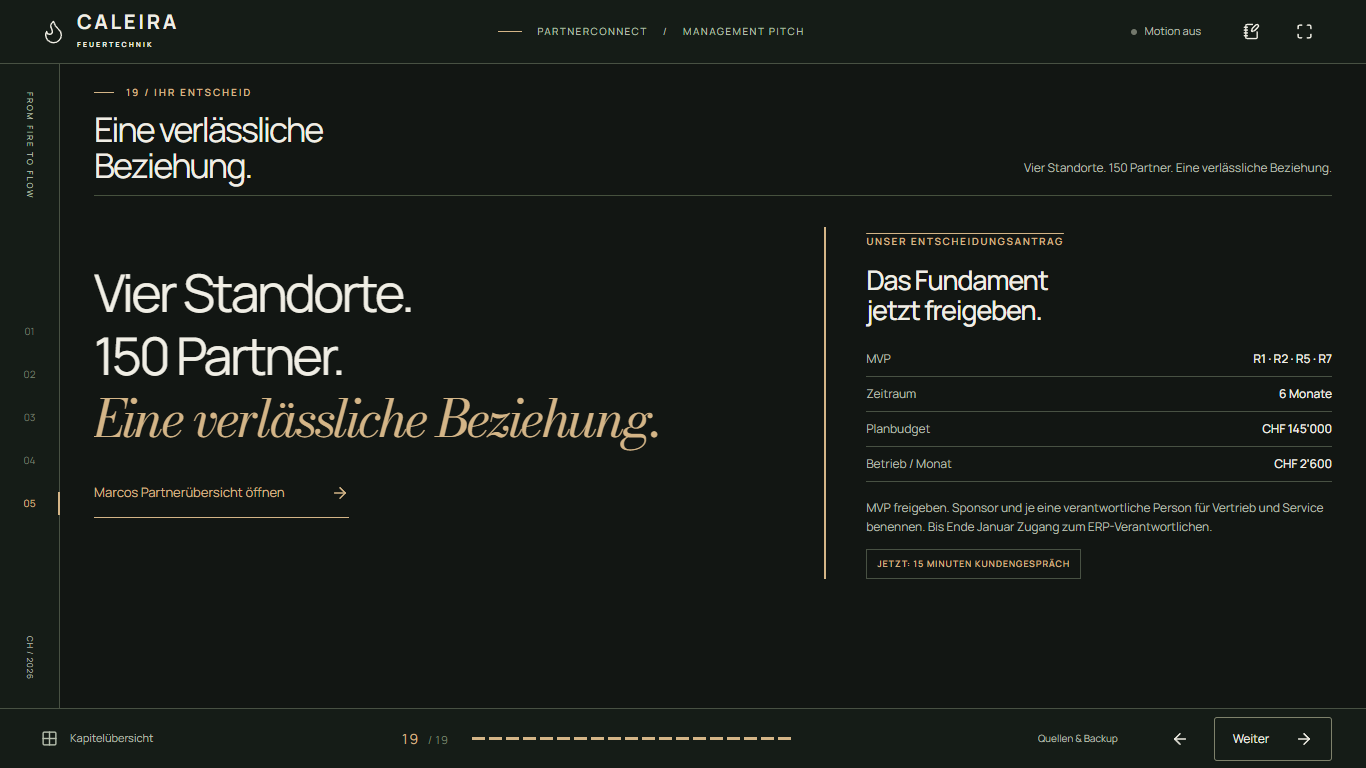 CALEIRA
FEUERTECHNIK
PARTNERCONNECT / MANAGEMENT PITCH
Motion aus
FROM FIRE TO FLOW
01
02
03
04
05
CH / 2026
19 / IHR ENTSCHEID
Eine verlässliche
Beziehung.
Vier Standorte. 150 Partner. Eine verlässliche Beziehung.
Vier Standorte.
150 Partner.
Eine verlässliche Beziehung.
Marcos Partnerübersicht öffnen
UNSER ENTSCHEIDUNGSANTRAG
Das Fundament
jetzt freigeben.
MVP R1 · R2 · R5 · R7
Zeitraum 6 Monate
Planbudget CHF 145'000
Betrieb / Monat CHF 2'600
MVP freigeben. Sponsor und je eine verantwortliche Person für Vertrieb und Service
benennen. Bis Ende Januar Zugang zum ERP-Verantwortlichen.
JETZT: 15 MINUTEN KUNDENGESPRÄCH
Kapitelübersicht
19 / 19
Quellen & Backup
Weiter